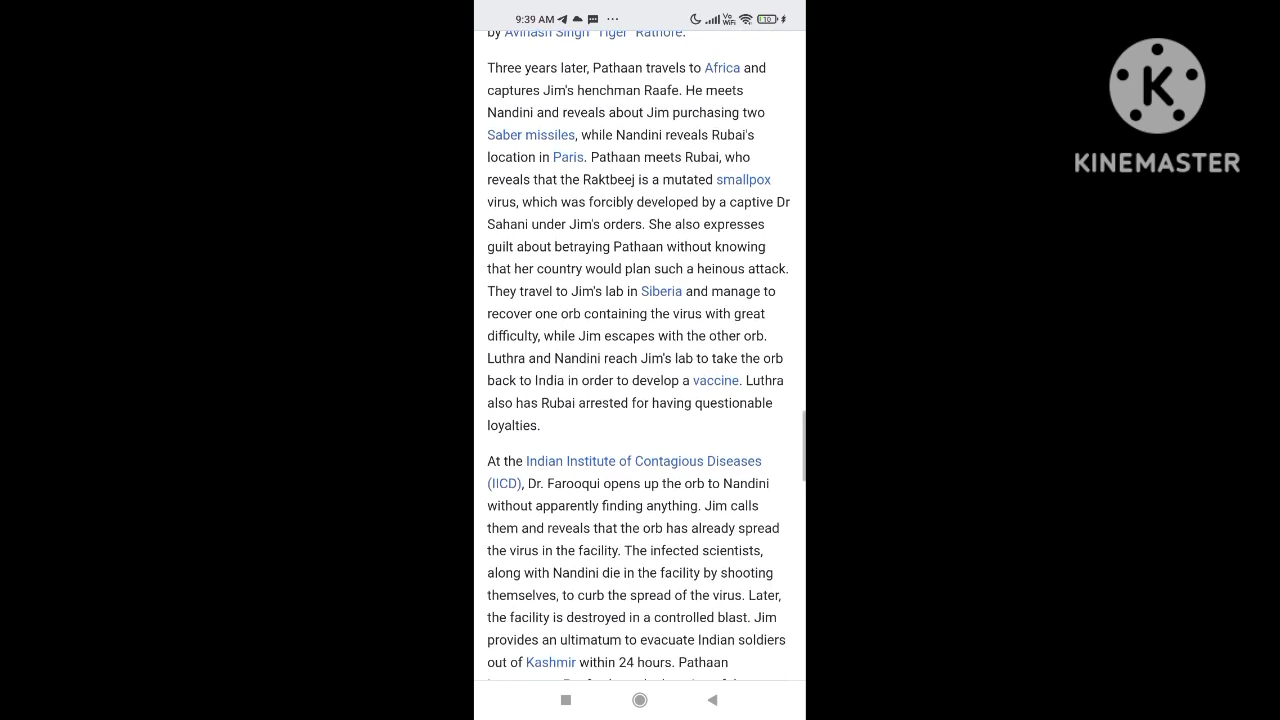 9:39 AM
Vo
WiFi
10
by Avinash Singh "Tiger" Rathore.
Three years later, Pathaan travels to Africa and
captures Jim's henchman Raafe. He meets
Nandini and reveals about Jim purchasing two
Saber missiles, while Nandini reveals Rubai's
location in Paris. Pathaan meets Rubai, who
reveals that the Raktbeej is a mutated smallpox
virus, which was forcibly developed by a captive Dr
Sahani under Jim's orders. She also expresses
guilt about betraying Pathaan without knowing
that her country would plan such a heinous attack.
They travel to Jim's lab in Siberia and manage to
recover one orb containing the virus with great
difficulty, while Jim escapes with the other orb.
Luthra and Nandini reach Jim's lab to take the orb
back to India in order to develop a vaccine. Luthra
also has Rubai arrested for having questionable
loyalties.
At the Indian Institute of Contagious Diseases
(IICD), Dr. Farooqui opens up the orb to Nandini
without apparently finding anything. Jim calls
them and reveals that the orb has already spread
the virus in the facility. The infected scientists,
along with Nandini die in the facility by shooting
themselves, to curb the spread of the virus. Later,
the facility is destroyed in a controlled blast. Jim
provides an ultimatum to evacuate Indian soldiers
out of Kashmir within 24 hours. Pathaan
K
KINEMASTER